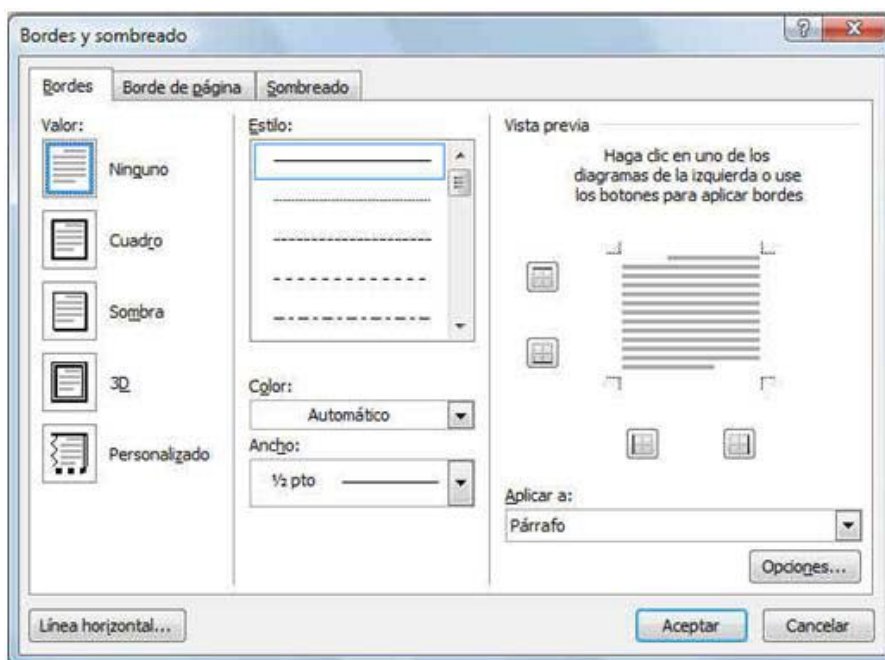 Bordes y sombreado
Bordes
Borde de página
Sombreado
Valor:
Ninguno
Cuadro
Sombra
3D
Personalizado
Estilo:
Color:
Automático
Ancho:
½ pto
Vista previa
Haga clic en uno de los
diagramas de la izquierda o use
los botones para aplicar bordes
Aplicar a:
Párrafo
Opciones...
Línea horizontal...
Aceptar
Cancelar